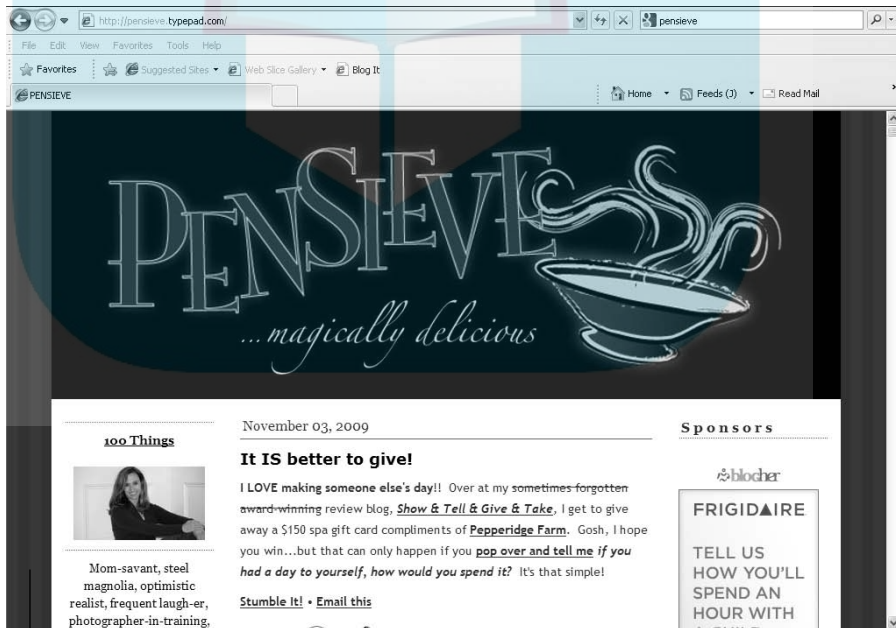 http://pensieve.typepad.com/
pensieve
File Edit View Favorites Tools Help
Favorites Suggested Sites Web Slice Gallery Blog It
PENSIEVE
Home Feeds (J) Read Mail
PENSIEVE
...magically delicious
100 Things
Mom-savant, steel
magnolia, optimistic
realist, frequent laugh-er,
photographer-in-training,
November 03, 2009
It IS better to give!
I LOVE making someone else's day!! Over at my sometimes forgotten
award-winning review blog, Show & Tell & Give & Take, I get to give
away a $150 spa gift card compliments of Pepperidge Farm. Gosh, I hope
you win...but that can only happen if you pop over and tell me if you
had a day to yourself, how would you spend it? It's that simple!
Stumble It! • Email this
Sponsors
blogher
FRIGIDAIRE
TELL US
HOW YOU'LL
SPEND AN
HOUR WITH